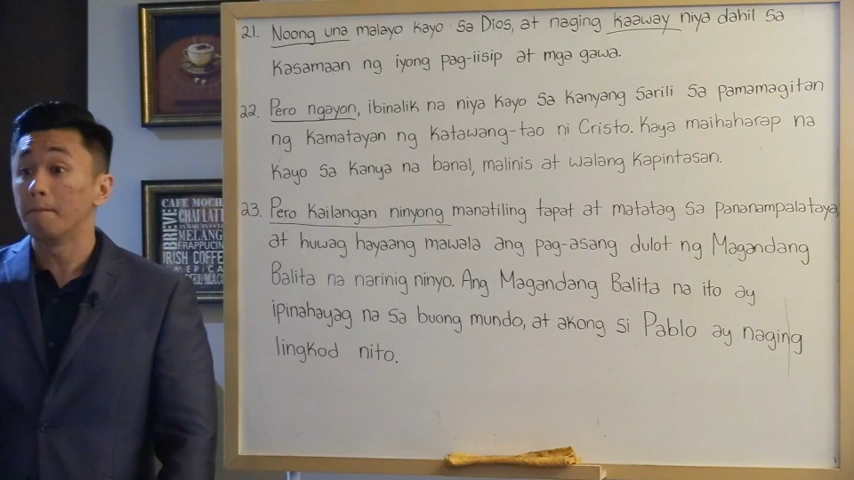 21. Noong una malayo kayo sa Dios, at naging kaaway niya dahil sa
kasamaan ng iyong pag-iisip at mga gawa.
22. Pero ngayon, ibinalik na niya kayo sa kanyang sarili sa pamamagitan
ng kamatayan ng katawang-tao ni Cristo. Kaya maihaharap na
kayo sa kanya na banal, malinis at walang kapintasan.
23. Pero kailangan ninyong manatiling tapat at matatag sa pananampalataya,
at huwag hayaang mawala ang pag-asang dulot ng Magandang
Balita na narinig ninyo. Ang Magandang Balita na ito ay
ipinahayag na sa buong mundo, at akong si Pablo ay naging
lingkod nito.
CAFE MOCH
BREVE
MELANG
FRAPPUCIN
IRISH COFFE